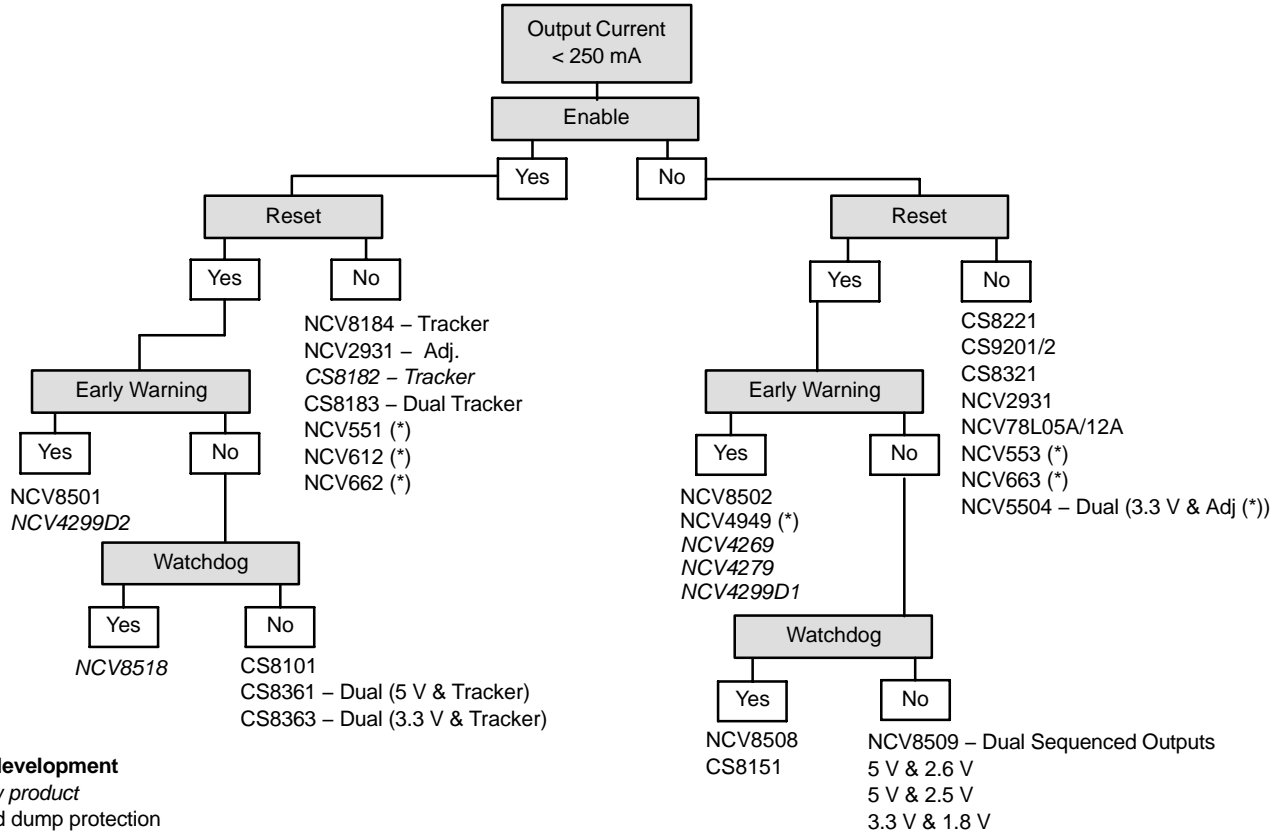 Output Current
< 250 mA
Enable
Yes
No
Reset
Reset
Yes
No
Yes
No
NCV8184 – Tracker
NCV2931 – Adj.
CS8182 – Tracker
CS8183 – Dual Tracker
NCV551 (*)
NCV612 (*)
NCV662 (*)
CS8221
CS9201/2
CS8321
NCV2931
NCV78L05A/12A
NCV553 (*)
NCV663 (*)
NCV5504 – Dual (3.3 V & Adj (*))
Early Warning
Yes
No
NCV8501
NCV4299D2
Early Warning
Yes
No
NCV8502
NCV4949 (*)
NCV4269
NCV4279
NCV4299D1
Watchdog
Yes
No
NCV8518
CS8101
CS8361 – Dual (5 V & Tracker)
CS8363 – Dual (3.3 V & Tracker)
Watchdog
Yes
No
NCV8508
CS8151
NCV8509 – Dual Sequenced Outputs
5 V & 2.6 V
5 V & 2.5 V
3.3 V & 1.8 V
product
dump protection